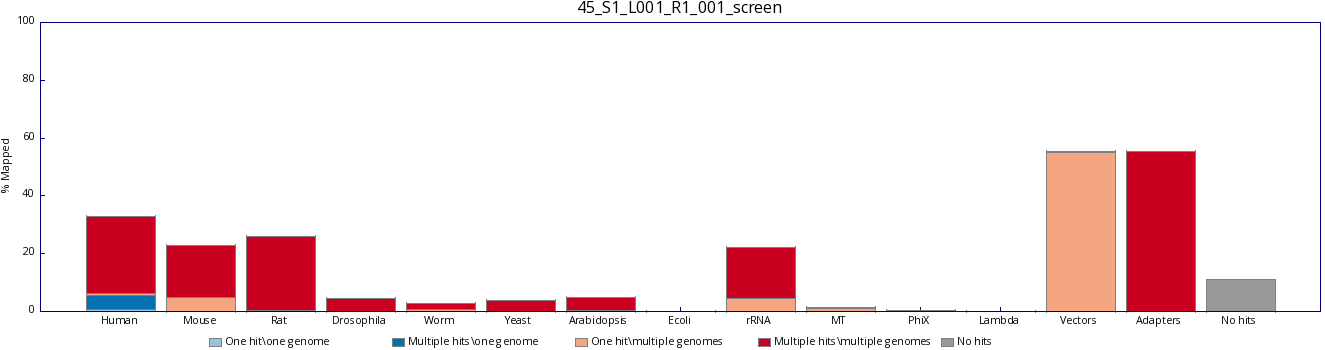 45_S1_L001_R1_001_screen
100
80
60
40
20
0
% Mapped
Human Mouse Rat Drosophila Worm Yeast Arabidopsis Ecoli rRNA MT PhiX Lambda Vectors Adapters No hits
One hit\one genome Multiple hits\one genome One hit\multiple genomes Multiple hits\multiple genomes No hits